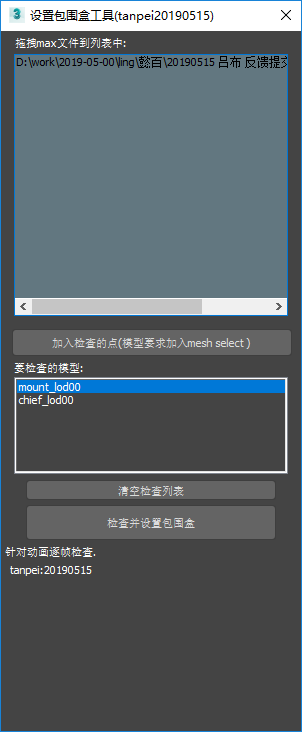 设置包围盒工具(tanpei20190515)
拖拽max文件到列表中:
D:\work\2019-05-00\ling\懿百\20190515 吕布 反馈提交
加入检查的点(模型要求加入mesh select )
要检查的模型:
mount_lod00
chief_lod00
清空检查列表
检查并设置包围盒
针对动画逐帧检查.
tanpei:20190515